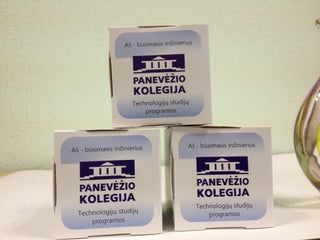 Aš - būsimasis inžinierius
PANEVĖŽIO
KOLEGIJA
Technologijų studijų
programos
Aš - būsimasis inžinierius
PANEVĖŽIO
KOLEGIJA
Technologijų studijų
programos
Aš - būsimasis inžinierius
PANEVĖŽIO
KOLEGIJA
Technologijų studijų
programos